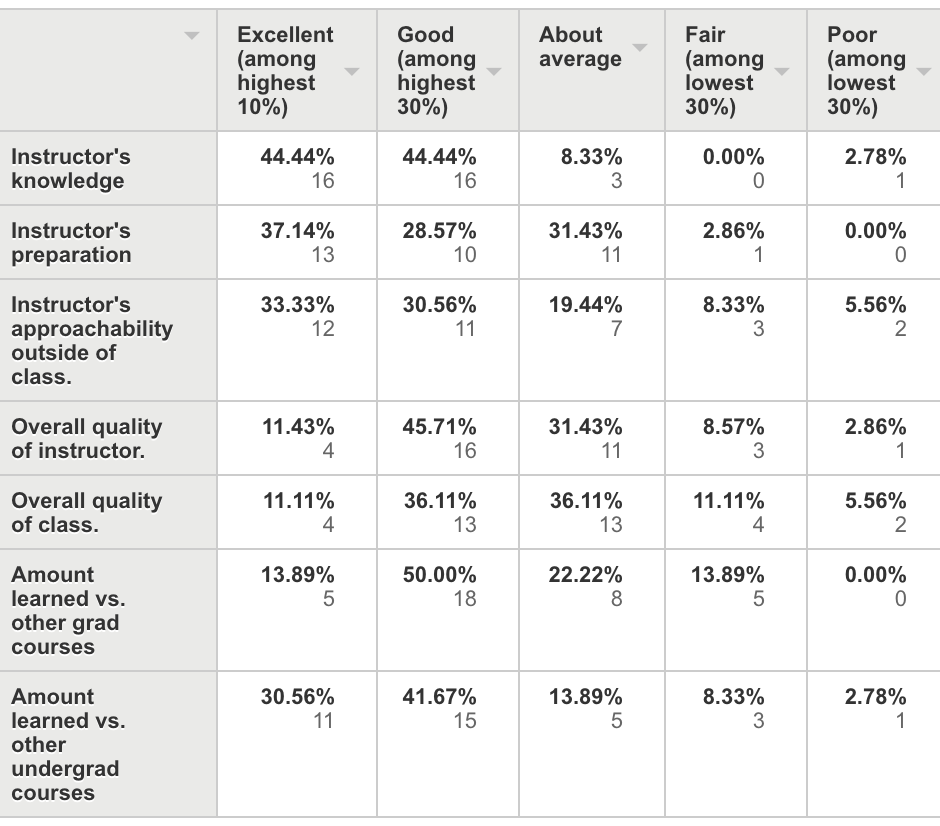 Excellent (among highest 10%) Good (among highest 30%) About average Fair (among lowest 30%) Poor (among lowest 30%)
Instructor's knowledge 44.44% 16 44.44% 16 8.33% 3 0.00% 0 2.78% 1
Instructor's preparation 37.14% 13 28.57% 10 31.43% 11 2.86% 1 0.00% 0
Instructor's approachability outside of class. 33.33% 12 30.56% 11 19.44% 7 8.33% 3 5.56% 2
Overall quality of instructor. 11.43% 4 45.71% 16 31.43% 11 8.57% 3 2.86% 1
Overall quality of class. 11.11% 4 36.11% 13 36.11% 13 11.11% 4 5.56% 2
Amount learned vs. other grad courses 13.89% 5 50.00% 18 22.22% 8 13.89% 5 0.00% 0
Amount learned vs. other undergrad courses 30.56% 11 41.67% 15 13.89% 5 8.33% 3 2.78% 1